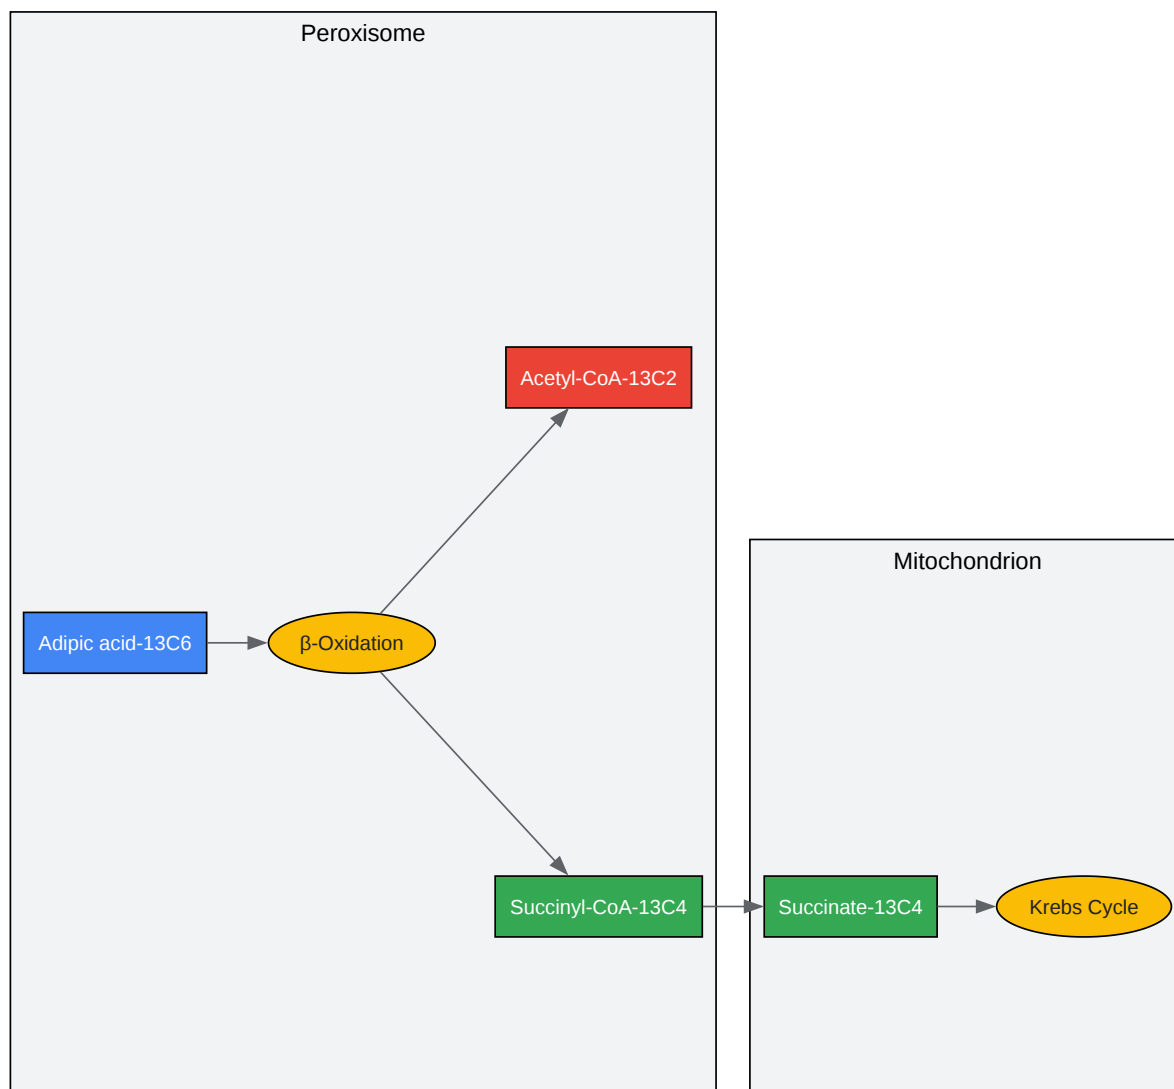 Peroxisome
Acetyl-CoA-13C2
Mitochondrion
Adipic acid-13C6
β-Oxidation
Succinyl-CoA-13C4
Succinate-13C4
Krebs Cycle